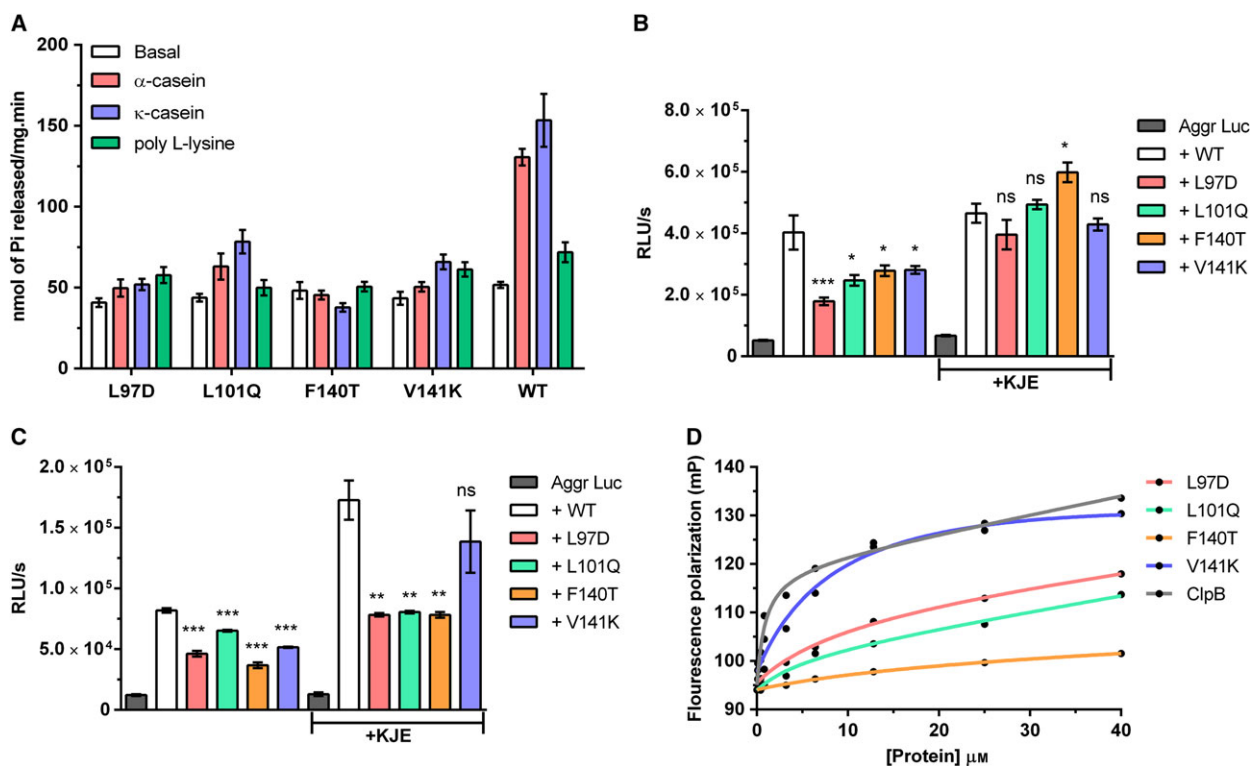 A
nmol of Pi released/mg.min
200
150
100
50
0
Basal
α-casein
κ-casein
poly L-lysine
L97D L101Q F140T V141K WT
B
RLU/s
8.0 × 10⁵
6.0 × 10⁵
4.0 × 10⁵
2.0 × 10⁵
0
*** * * * ns ns * ns
+KJE
Aggr Luc
+ WT
+ L97D
+ L101Q
+ F140T
+ V141K
C
RLU/s
2.0 × 10⁵
1.5 × 10⁵
1.0 × 10⁵
5.0 × 10⁴
0
*** *** *** *** ** ** ** ns
+KJE
Aggr Luc
+ WT
+ L97D
+ L101Q
+ F140T
+ V141K
D
Flourescence polarization (mP)
140
130
120
110
100
90
0 10 20 30 40
[Protein] μM
L97D
L101Q
F140T
V141K
ClpB